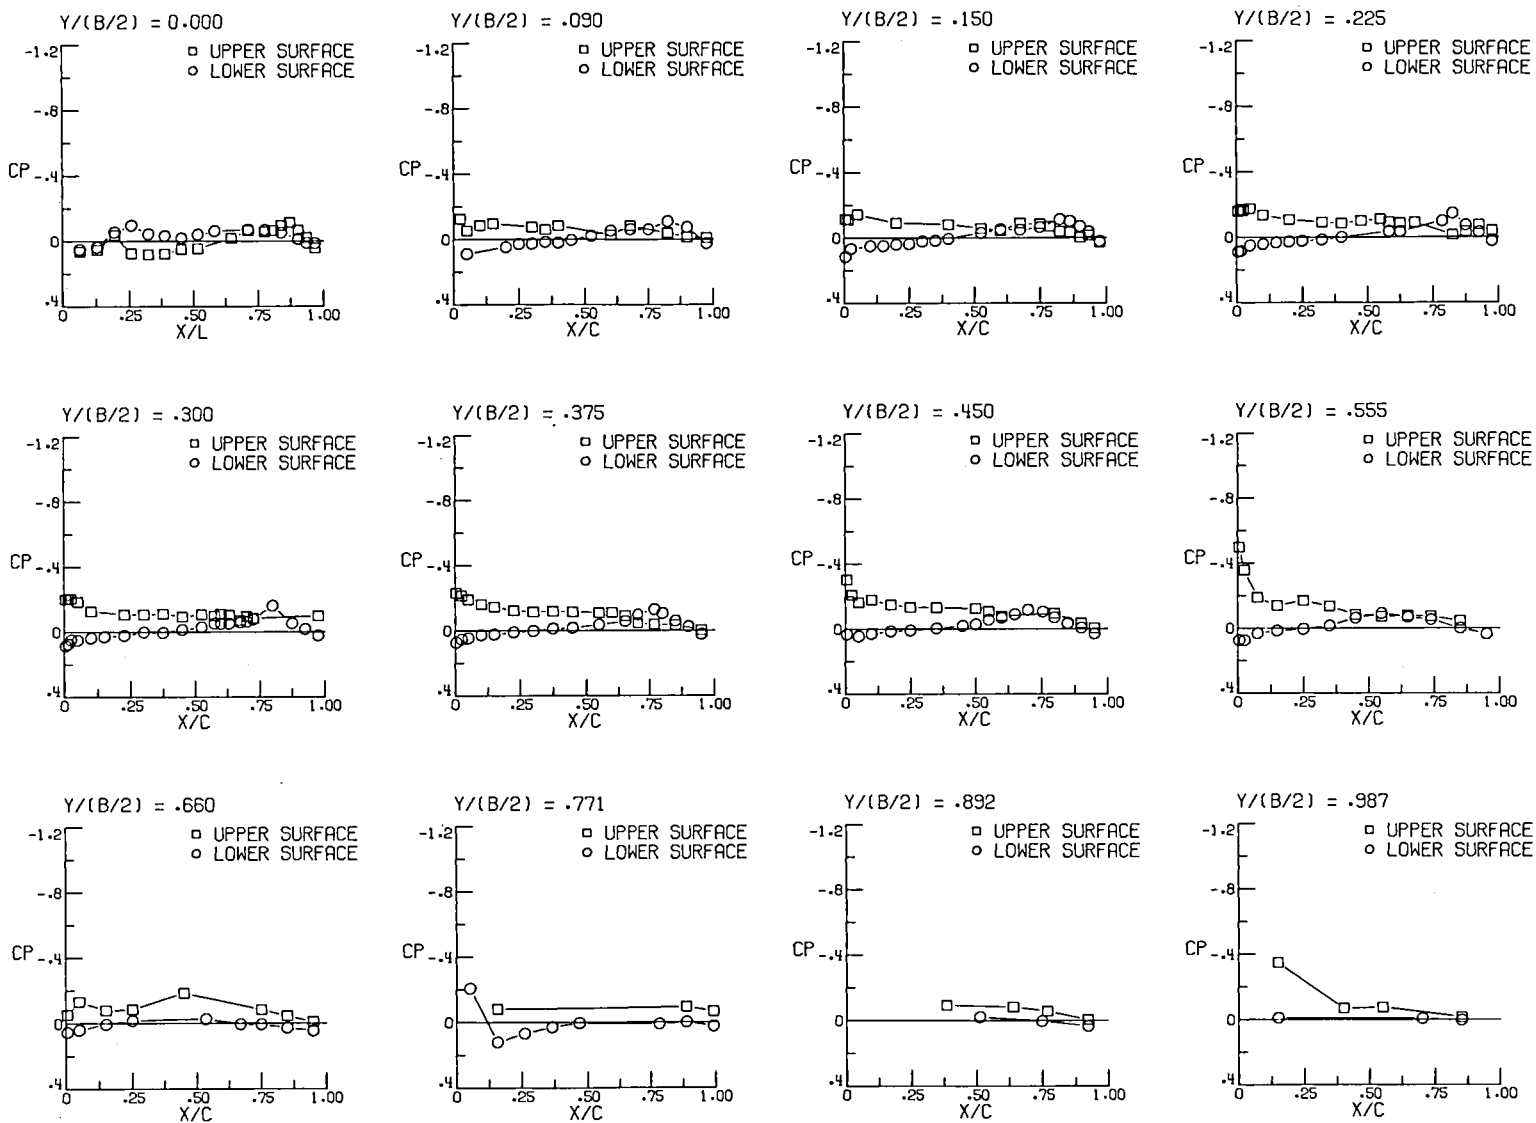 Y/(B/2) = 0.000
□ UPPER SURFACE
○ LOWER SURFACE
-1.2
-.8
CP -.4
0
.4
0 .25 .50 .75 1.00
X/L
Y/(B/2) = .090
□ UPPER SURFACE
○ LOWER SURFACE
-1.2
-.8
CP -.4
0
.4
0 .25 .50 .75 1.00
X/C
Y/(B/2) = .150
□ UPPER SURFACE
○ LOWER SURFACE
-1.2
-.8
CP -.4
0
.4
0 .25 .50 .75 1.00
X/C
Y/(B/2) = .225
□ UPPER SURFACE
○ LOWER SURFACE
-1.2
-.8
CP -.4
0
.4
0 .25 .50 .75 1.00
X/C
Y/(B/2) = .300
□ UPPER SURFACE
○ LOWER SURFACE
-1.2
-.8
CP -.4
0
.4
0 .25 .50 .75 1.00
X/C
Y/(B/2) = .375
□ UPPER SURFACE
○ LOWER SURFACE
-1.2
-.8
CP -.4
0
.4
0 .25 .50 .75 1.00
X/C
Y/(B/2) = .450
□ UPPER SURFACE
○ LOWER SURFACE
-1.2
-.8
CP -.4
0
.4
0 .25 .50 .75 1.00
X/C
Y/(B/2) = .555
□ UPPER SURFACE
○ LOWER SURFACE
-1.2
-.8
CP -.4
0
.4
0 .25 .50 .75 1.00
X/C
Y/(B/2) = .660
□ UPPER SURFACE
○ LOWER SURFACE
-1.2
-.8
CP -.4
0
.4
0 .25 .50 .75 1.00
X/C
Y/(B/2) = .771
□ UPPER SURFACE
○ LOWER SURFACE
-1.2
-.8
CP -.4
0
.4
0 .25 .50 .75 1.00
X/C
Y/(B/2) = .892
□ UPPER SURFACE
○ LOWER SURFACE
-1.2
-.8
CP -.4
0
.4
0 .25 .50 .75 1.00
X/C
Y/(B/2) = .987
□ UPPER SURFACE
○ LOWER SURFACE
-1.2
-.8
CP -.4
0
.4
0 .25 .50 .75 1.00
X/C